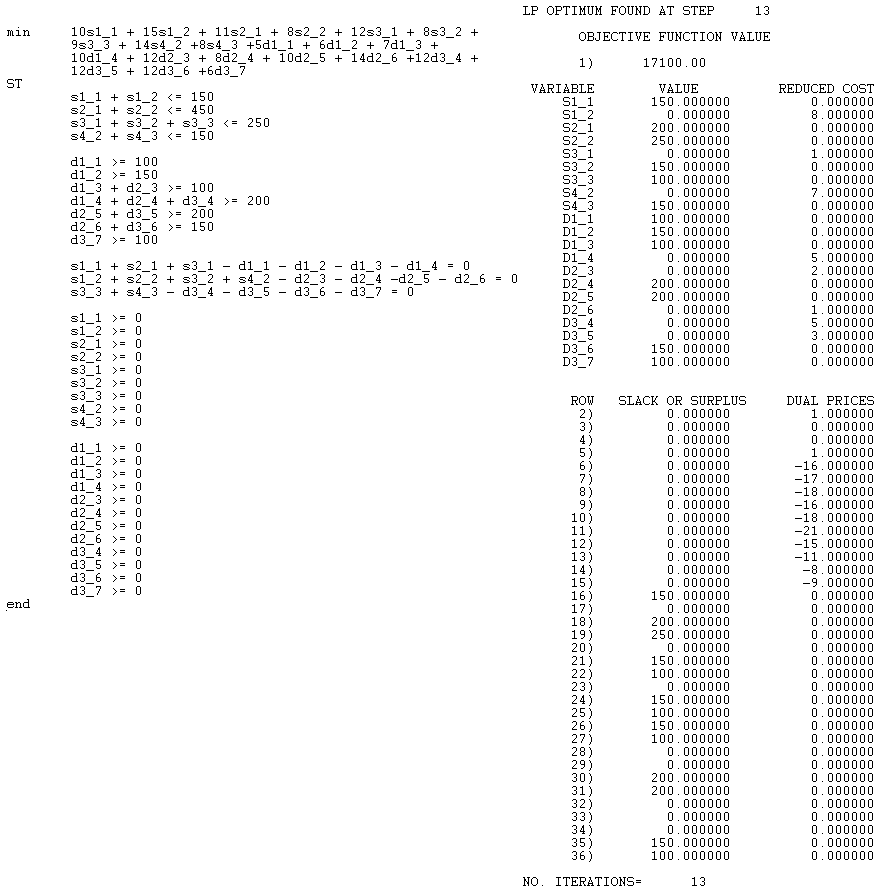 min 10s1_1 + 15s1_2 + 11s2_1 + 8s2_2 + 12s3_1 + 8s3_2 +
9s3_3 + 14s4_2 +8s4_3 +5d1_1 + 6d1_2 + 7d1_3 +
10d1_4 + 12d2_3 + 8d2_4 + 10d2_5 + 14d2_6 +12d3_4 +
12d3_5 + 12d3_6 +6d3_7
ST
s1_1 + s1_2 <= 150
s2_1 + s2_2 <= 450
s3_1 + s3_2 + s3_3 <= 250
s4_2 + s4_3 <= 150
d1_1 >= 100
d1_2 >= 150
d1_3 + d2_3 >= 100
d1_4 + d2_4 + d3_4 >= 200
d2_5 + d3_5 >= 200
d2_6 + d3_6 >= 150
d3_7 >= 100
s1_1 + s2_1 + s3_1 - d1_1 - d1_2 - d1_3 - d1_4 = 0
s1_2 + s2_2 + s3_2 + s4_2 - d2_3 - d2_4 -d2_5 - d2_6 = 0
s3_3 + s4_3 - d3_4 - d3_5 - d3_6 - d3_7 = 0
s1_1 >= 0
s1_2 >= 0
s2_1 >= 0
s2_2 >= 0
s3_1 >= 0
s3_2 >= 0
s3_3 >= 0
s4_2 >= 0
s4_3 >= 0
d1_1 >= 0
d1_2 >= 0
d1_3 >= 0
d1_4 >= 0
d2_3 >= 0
d2_4 >= 0
d2_5 >= 0
d2_6 >= 0
d3_4 >= 0
d3_5 >= 0
d3_6 >= 0
d3_7 >= 0
end
LP OPTIMUM FOUND AT STEP 13
OBJECTIVE FUNCTION VALUE
1) 17100.00
VARIABLE VALUE REDUCED COST
S1_1 150.000000 0.000000
S1_2 0.000000 8.000000
S2_1 200.000000 0.000000
S2_2 250.000000 0.000000
S3_1 0.000000 1.000000
S3_2 150.000000 0.000000
S3_3 100.000000 0.000000
S4_2 0.000000 7.000000
S4_3 150.000000 0.000000
D1_1 100.000000 0.000000
D1_2 150.000000 0.000000
D1_3 100.000000 0.000000
D1_4 0.000000 5.000000
D2_3 0.000000 2.000000
D2_4 200.000000 0.000000
D2_5 200.000000 0.000000
D2_6 0.000000 1.000000
D3_4 0.000000 5.000000
D3_5 0.000000 3.000000
D3_6 150.000000 0.000000
D3_7 100.000000 0.000000
ROW SLACK OR SURPLUS DUAL PRICES
2) 0.000000 1.000000
3) 0.000000 0.000000
4) 0.000000 0.000000
5) 0.000000 1.000000
6) 0.000000 -16.000000
7) 0.000000 -17.000000
8) 0.000000 -18.000000
9) 0.000000 -16.000000
10) 0.000000 -18.000000
11) 0.000000 -21.000000
12) 0.000000 -15.000000
13) 0.000000 -11.000000
14) 0.000000 -8.000000
15) 0.000000 -9.000000
16) 150.000000 0.000000
17) 0.000000 0.000000
18) 200.000000 0.000000
19) 250.000000 0.000000
20) 0.000000 0.000000
21) 150.000000 0.000000
22) 100.000000 0.000000
23) 0.000000 0.000000
24) 150.000000 0.000000
25) 100.000000 0.000000
26) 150.000000 0.000000
27) 100.000000 0.000000
28) 0.000000 0.000000
29) 0.000000 0.000000
30) 200.000000 0.000000
31) 200.000000 0.000000
32) 0.000000 0.000000
33) 0.000000 0.000000
34) 0.000000 0.000000
35) 150.000000 0.000000
36) 100.000000 0.000000
NO. ITERATIONS= 13